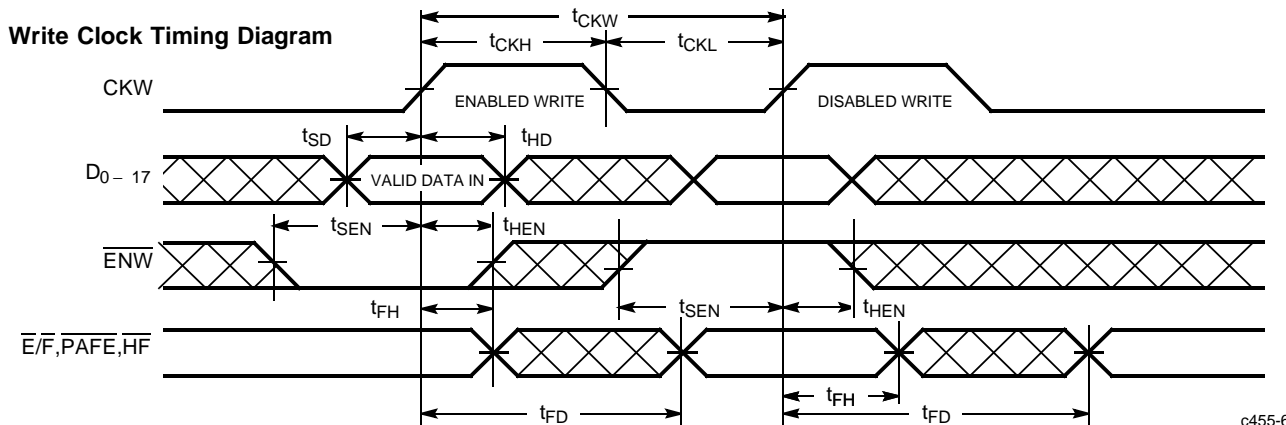 Write Clock Timing Diagram
tCKW
tCKH
tCKL
CKW
ENABLED WRITE
DISABLED WRITE
tSD
tHD
D0 – 17
VALID DATA IN
tSEN
tHEN
ENW
tFH
tSEN
tHEN
E/F,PAFE,HF
tFH
tFD
tFD
c455-6